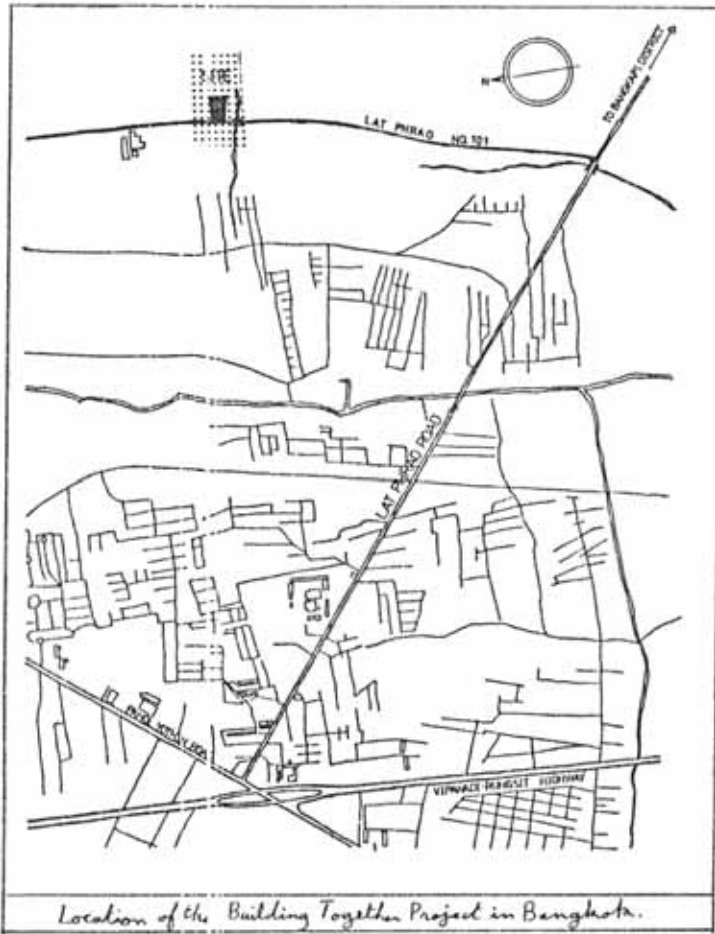 TO BANGKAPI DISTRICT
N
LAT PHRAO NO. 101
LAT PHRAO ROAD
VIPHAVADI-RUNGSIT HIGHWAY
Location of the Building Together Project in Bangkok.